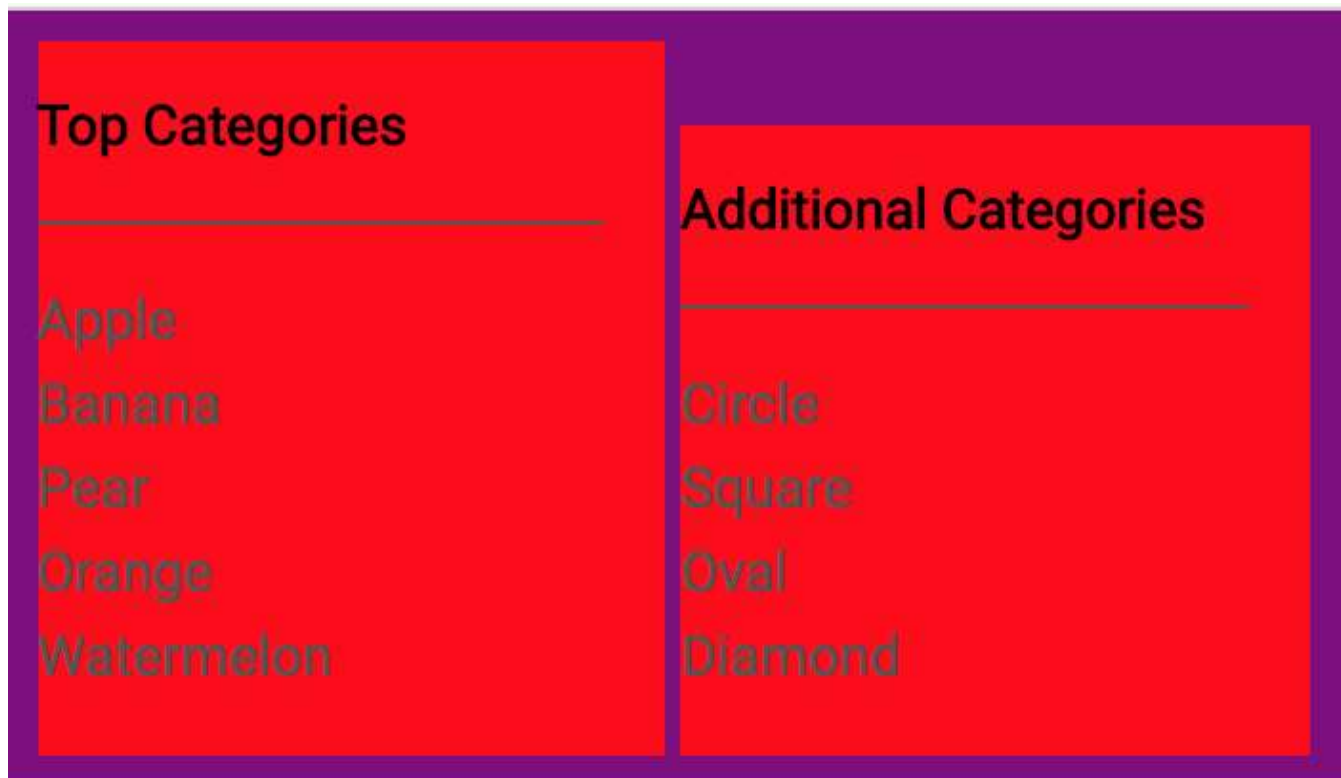 Top Categories
Apple
Banana
Pear
Orange
Watermelon
Additional Categories
Circle
Square
Oval
Diamond